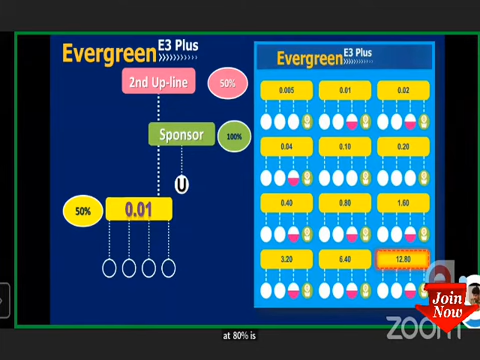 Evergreen E3 Plus
2nd Up-line 50%
Sponsor 100%
U
50% 0.01
Evergreen E3 Plus
0.005 0.01 0.02
0.04 0.10 0.20
0.40 0.80 1.60
3.20 6.40 12.80
Join
Now
zoom
at 80% is